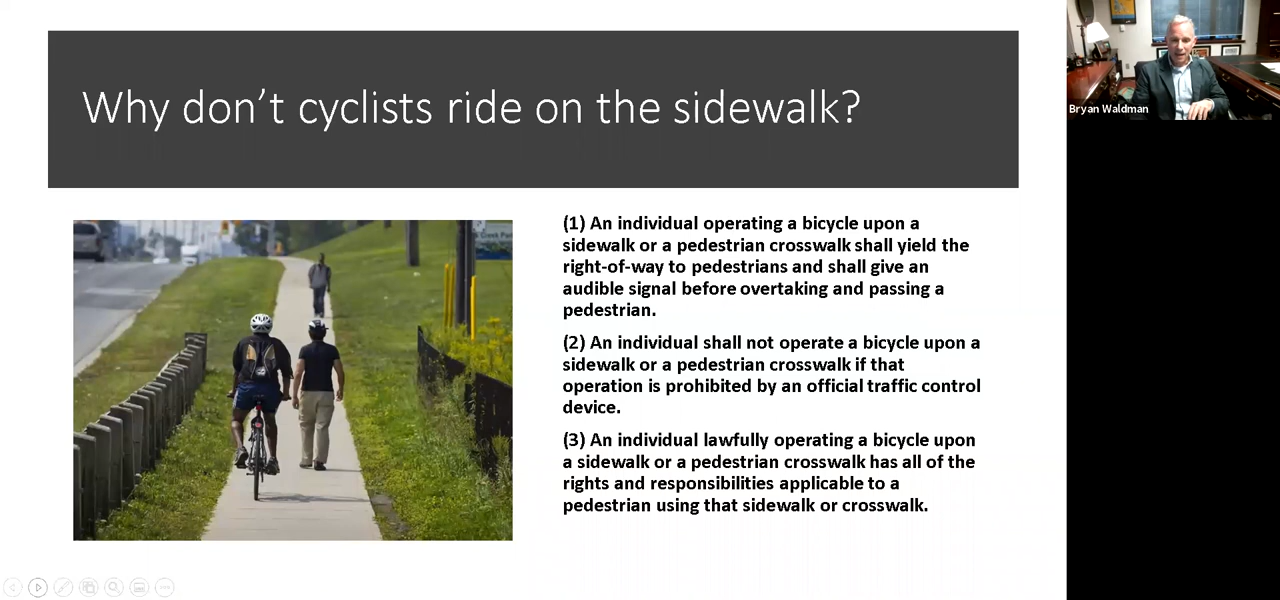 Why don't cyclists ride on the sidewalk?
(1) An individual operating a bicycle upon a
sidewalk or a pedestrian crosswalk shall yield the
right-of-way to pedestrians and shall give an
audible signal before overtaking and passing a
pedestrian.
(2) An individual shall not operate a bicycle upon a
sidewalk or a pedestrian crosswalk if that
operation is prohibited by an official traffic control
device.
(3) An individual lawfully operating a bicycle upon
a sidewalk or a pedestrian crosswalk has all of the
rights and responsibilities applicable to a
pedestrian using that sidewalk or crosswalk.
Bryan Waldman